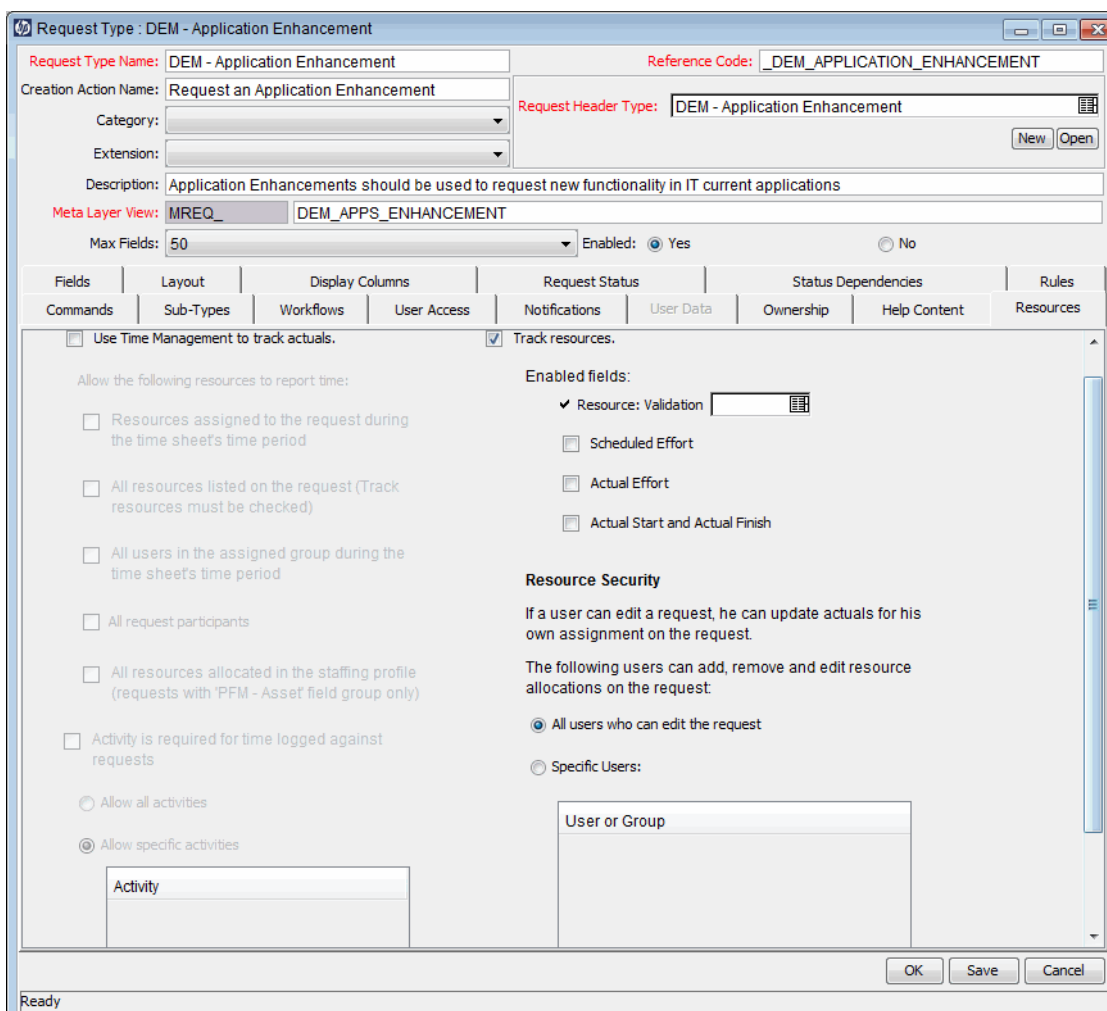 Request Type : DEM - Application Enhancement
Request Type Name: DEM - Application Enhancement
Reference Code: _DEM_APPLICATION_ENHANCEMENT
Creation Action Name: Request an Application Enhancement
Request Header Type: DEM - Application Enhancement
Category:
New Open
Extension:
Description: Application Enhancements should be used to request new functionality in IT current applications
Meta Layer View: MREQ_ DEM_APPS_ENHANCEMENT
Max Fields: 50 Enabled: Yes No
Fields Layout Display Columns Request Status Status Dependencies Rules
Commands Sub-Types Workflows User Access Notifications User Data Ownership Help Content Resources
Use Time Management to track actuals.
Allow the following resources to report time:
Resources assigned to the request during
the time sheet's time period
All resources listed on the request (Track
resources must be checked)
All users in the assigned group during the
time sheet's time period
All request participants
All resources allocated in the staffing profile
(requests with 'PFM - Asset' field group only)
Activity is required for time logged against
requests
Allow all activities
Allow specific activities
Activity
Track resources.
Enabled fields:
Resource: Validation
Scheduled Effort
Actual Effort
Actual Start and Actual Finish
Resource Security
If a user can edit a request, he can update actuals for his
own assignment on the request.
The following users can add, remove and edit resource
allocations on the request:
All users who can edit the request
Specific Users:
User or Group
OK Save Cancel
Ready